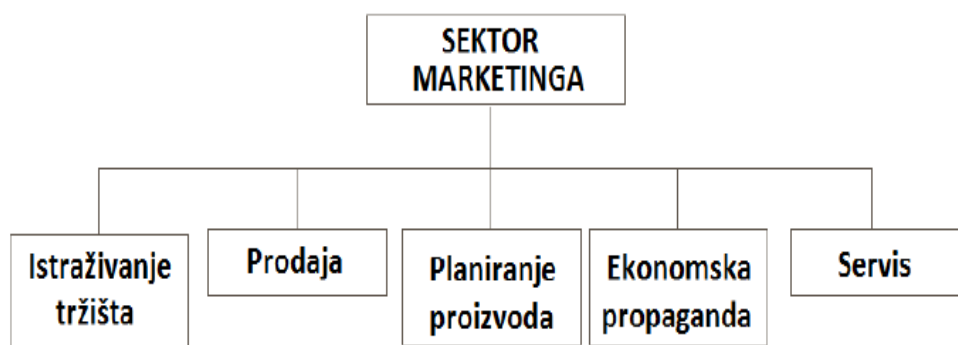 SEKTOR
MARKETINGA
Istraživanje
tržišta
Prodaja
Planiranje
proizvoda
Ekonomska
propaganda
Servis